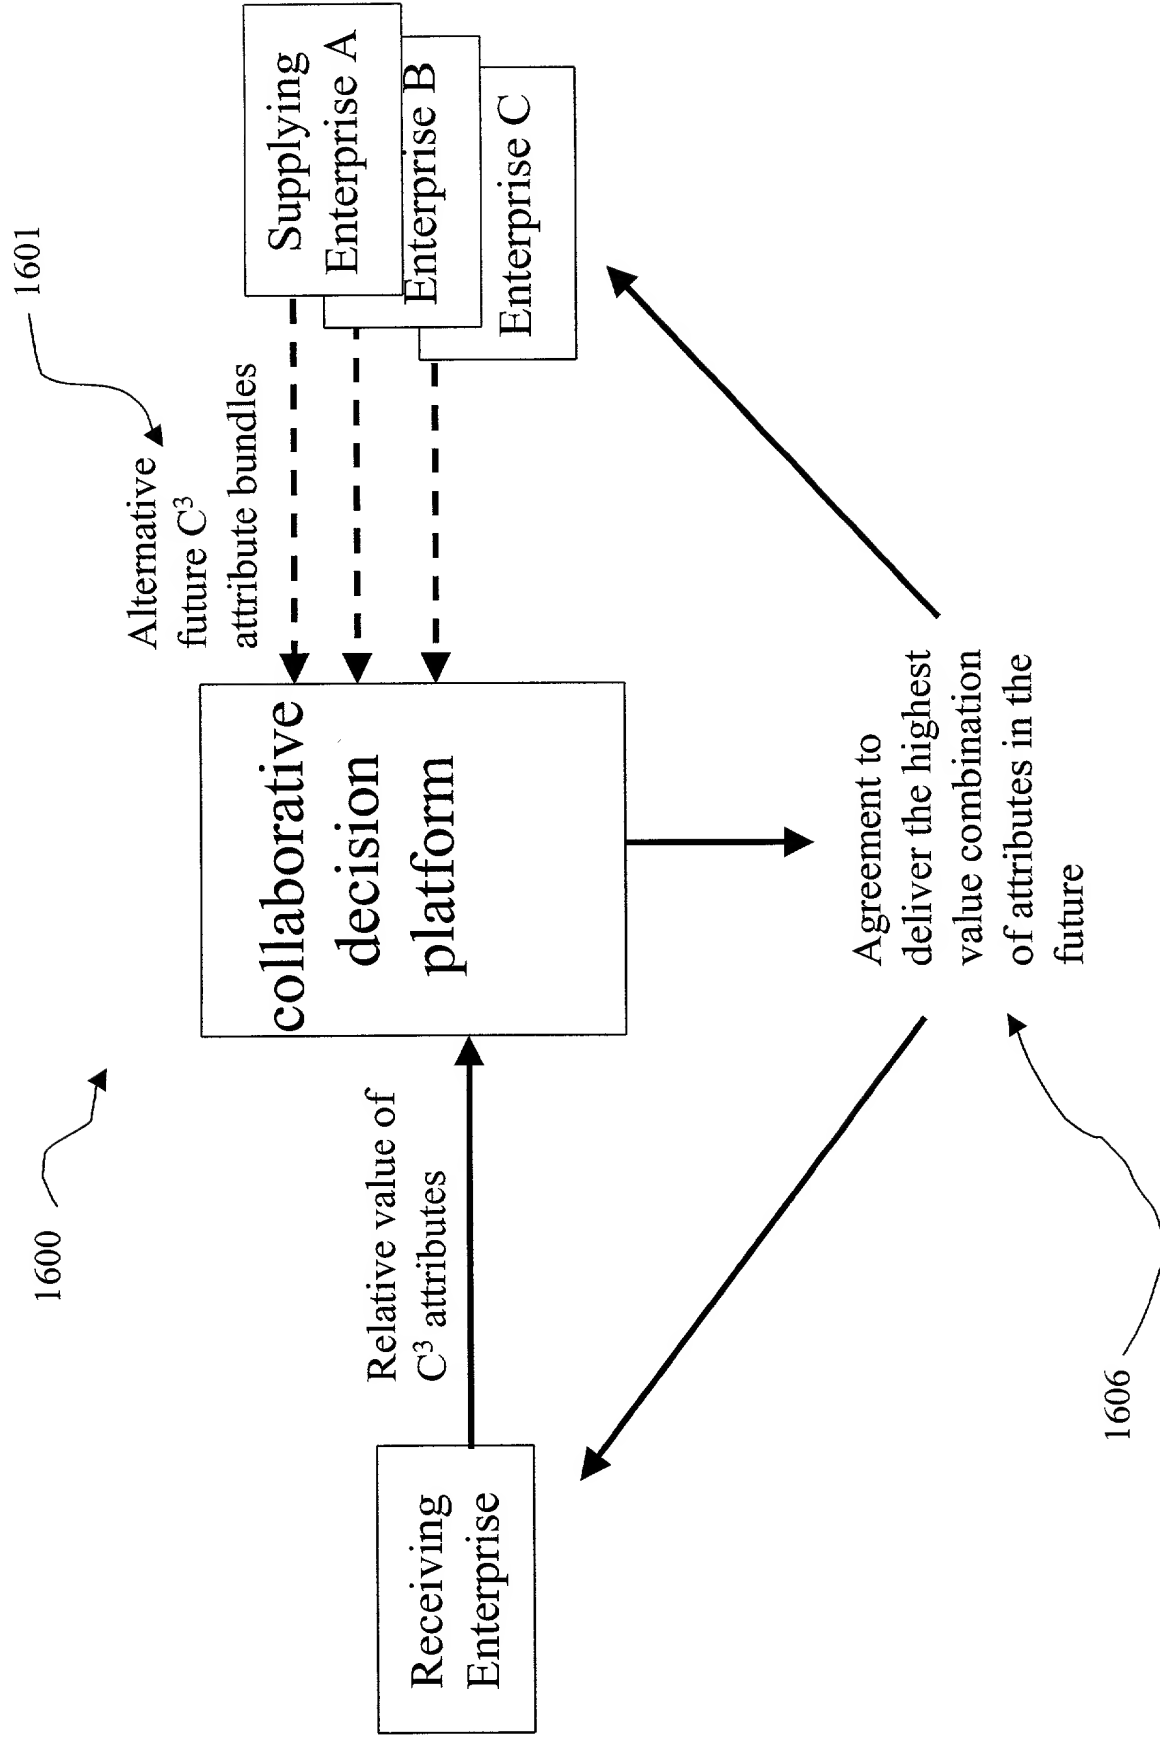 1600
1601
Alternative
future C³
attribute bundles
Relative value of
C³ attributes
Receiving
Enterprise
collaborative
decision
platform
Supplying
Enterprise A
Enterprise B
Enterprise C
Agreement to
deliver the highest
value combination
of attributes in the
future
1606